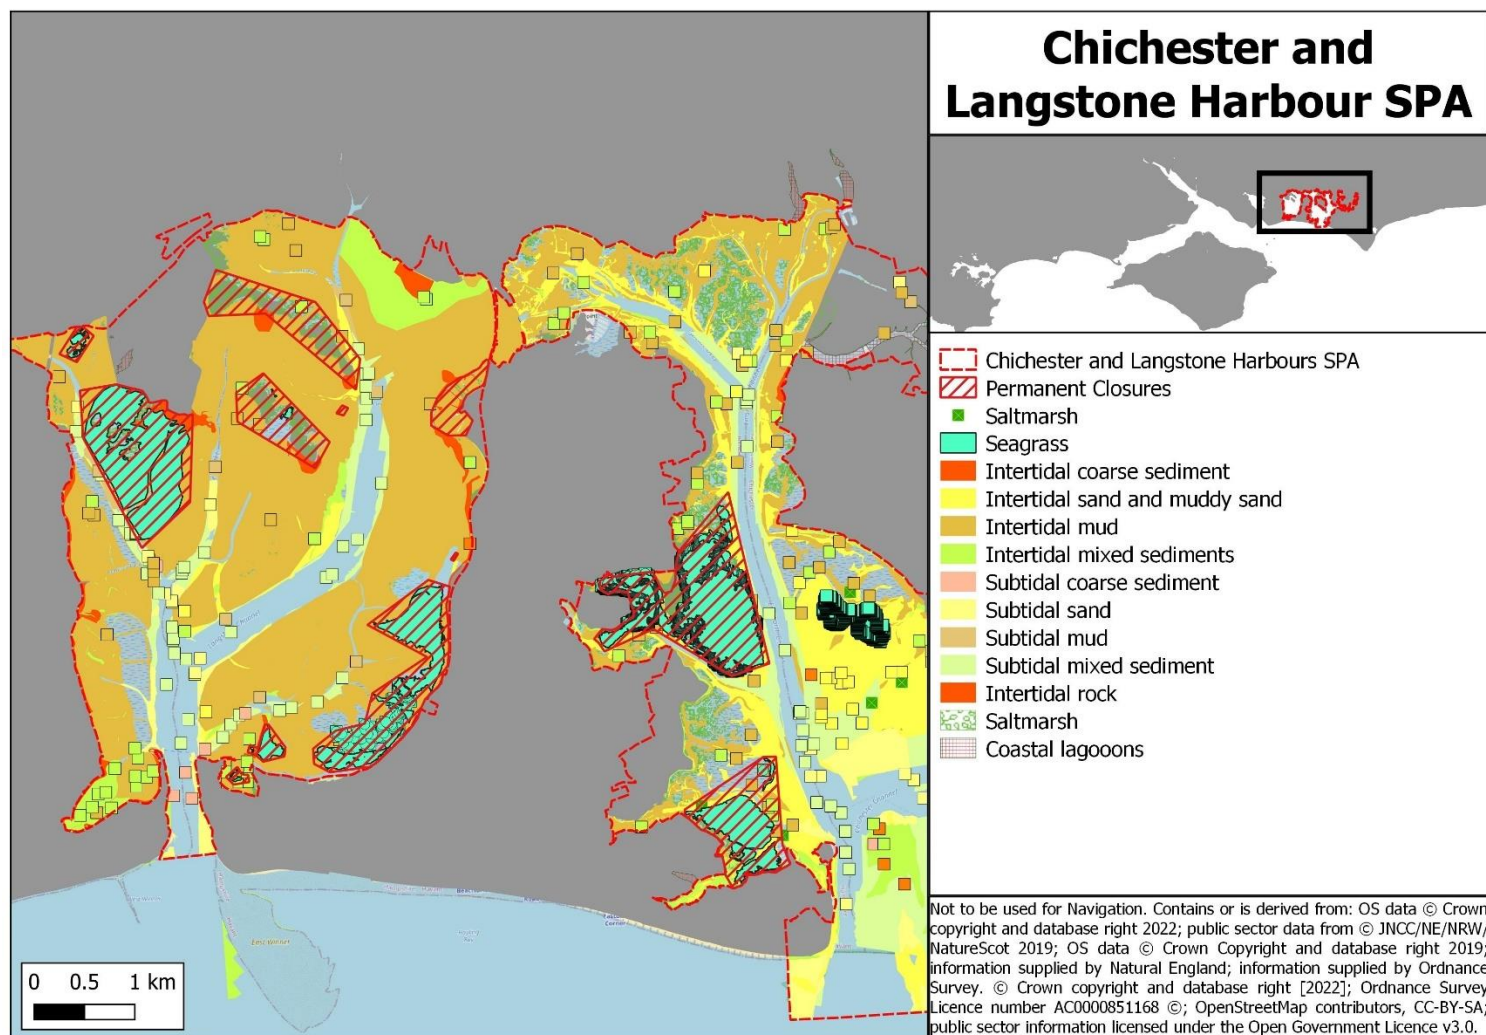 Chichester and
Langstone Harbour SPA
Chichester and Langstone Harbours SPA
Permanent Closures
Saltmarsh
Seagrass
Intertidal coarse sediment
Intertidal sand and muddy sand
Intertidal mud
Intertidal mixed sediments
Subtidal coarse sediment
Subtidal sand
Subtidal mud
Subtidal mixed sediment
Intertidal rock
Saltmarsh
Coastal lagooons
East Winner
0 0.5 1 km
Not to be used for Navigation. Contains or is derived from: OS data © Crown
copyright and database right 2022; public sector data from © JNCC/NE/NRW/
NatureScot 2019; OS data © Crown Copyright and database right 2019;
information supplied by Natural England; information supplied by Ordnance
Survey. © Crown copyright and database right [2022]; Ordnance Survey
Licence number AC0000851168 ©; OpenStreetMap contributors, CC-BY-SA;
public sector information licensed under the Open Government Licence v3.0.